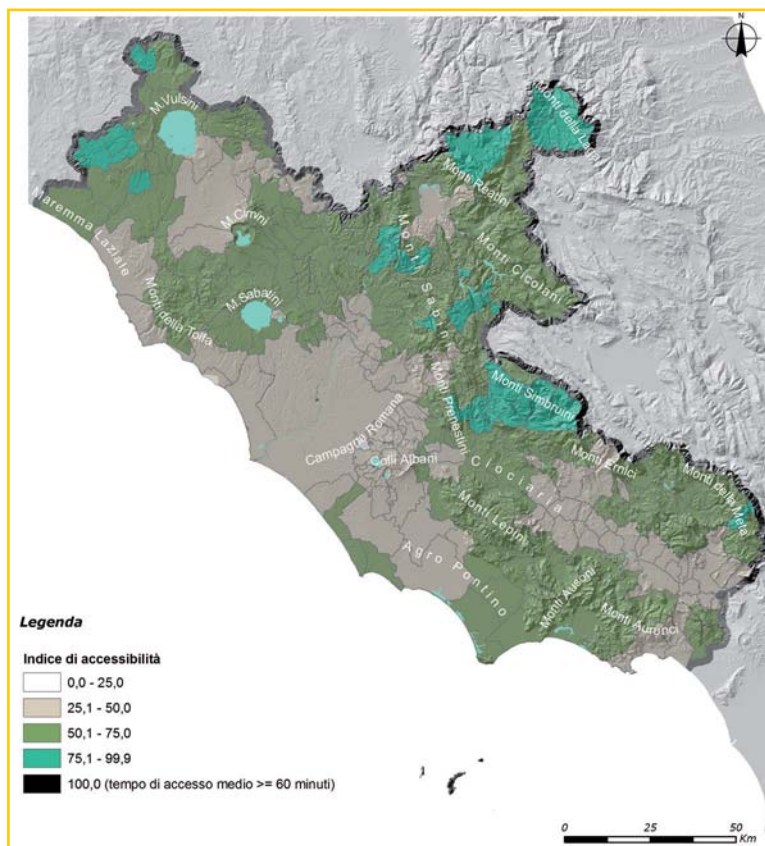 N
M.Vulsini
Monti della Laga
Monti Reatini
Maremma Laziale
M.Cimini
Monti Sabini
Monti Cicolani
Monti della Tolfa
M.Sabatini
Monti Simbruini
Monti Prenestini
Campagna Romana
Colli Albani
Monti Ernici
Ciociaria
Monti della Meta
Monti Lepini
Agro Pontino
Monti Ausoni
Monti Aurunci
Legenda
Indice di accessibilità
0,0 - 25,0
25,1 - 50,0
50,1 - 75,0
75,1 - 99,9
100,0 (tempo di accesso medio >= 60 minuti)
0 25 50
Km